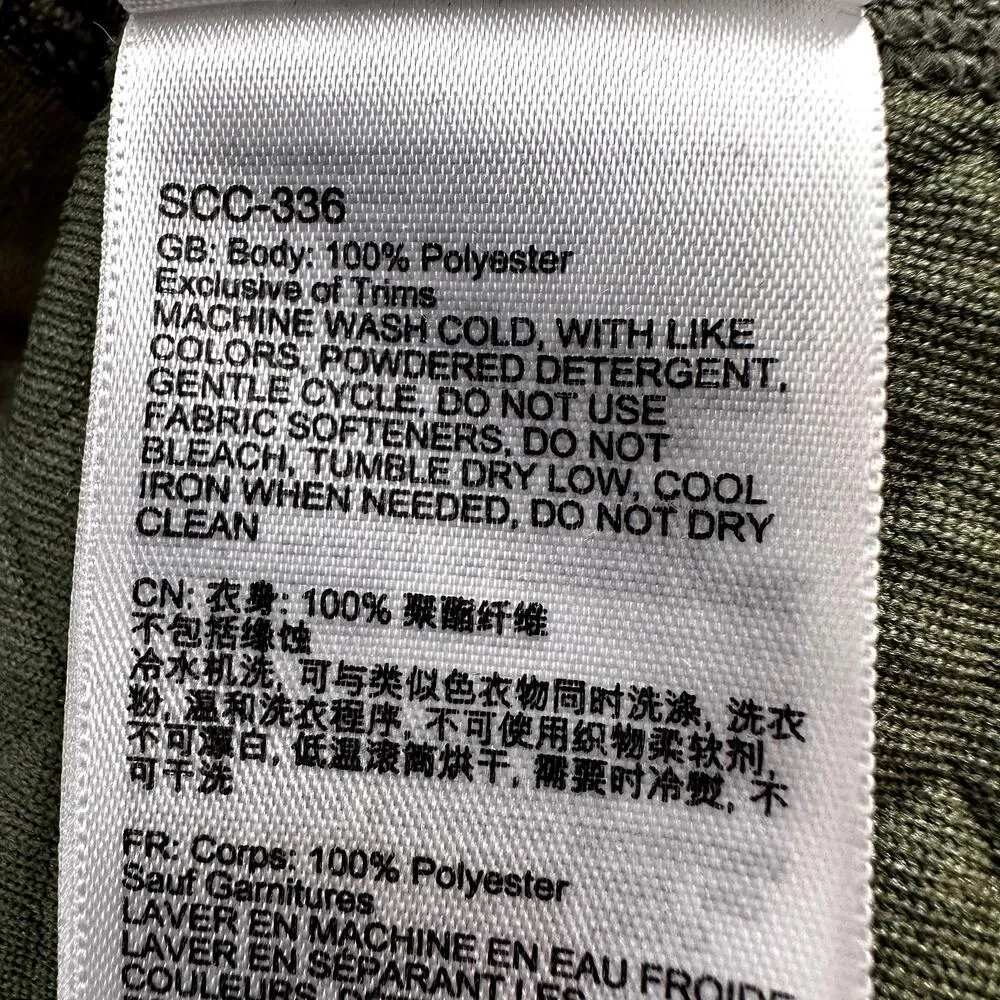 SCC-336
GB: Body: 100% Polyester
Exclusive of Trims
MACHINE WASH COLD, WITH LIKE
COLORS, POWDERED DETERGENT,
GENTLE CYCLE, DO NOT USE
FABRIC SOFTENERS, DO NOT
BLEACH, TUMBLE DRY LOW, COOL
IRON WHEN NEEDED, DO NOT DRY
CLEAN
CN: 衣身: 100% 聚酯纤维
不包括缘蚀
冷水机洗, 可与类似色衣物同时洗涤, 洗衣
粉, 温和洗衣程序, 不可使用织物柔软剂,
不可漂白, 低温滚筒烘干, 需要时冷熨, 不
可干洗
FR: Corps: 100% Polyester
Sauf Garnitures
LAVER EN MACHINE EN EAU FROIDE
LAVER EN SÉPARANT LES
COULEURS,